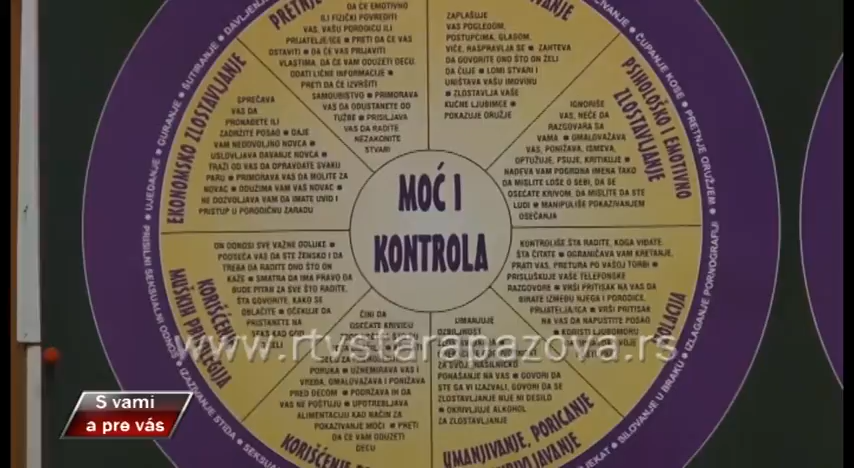 MOĆ I
KONTROLA
PRETNJE
DA ĆE EMOTIVNO
ILI FIZIČKI POVREDITI
VAS, VAŠU PORODICU ILI
PRIJATELJE/ICE ■ PRETI DA ĆE VAS
OSTAVITI ■ DA ĆE VAS PRIJAVITI
VLASTIMA, DA ĆE VAM ODUZETI DECU,
ODATI LIČNE INFORMACIJE ■
PRETI DA ĆE IZVRŠITI
SAMOUBISTVO ■ PRIMORAVA
VAS DA ODUSTANETE OD
TUŽBE ■ PRISILJAVA
VAS DA RADITE
NEZAKONITE
STVARI
ZAPLAŠUJE
VAS POGLEDOM,
POSTUPCIMA, GLASOM,
VIČE, RASPRAVLJA SE ■ ZAHTEVA
DA GOVORITE ONO ŠTO ON ŽELI
DA ČUJE ■ LOMI STVARI I
UNIŠTAVA VAŠU IMOVINU
■ ZLOSTAVLJA VAŠE
KUĆNE LJUBIMCE ■
POKAZUJE ORUŽJE
PSIHOLOŠKO I EMOTIVNO
ZLOSTAVLJANJE
IGNORIŠE
VAS, NEĆE DA
RAZGOVARA SA
VAMA ■ OMALOVAŽAVA
VAS, PONIŽAVA, ISMEVA,
OPTUŽUJE, PSUJE, KRITIKUJE ■
NADEVA VAM POGRDNA IMENA TAKO
DA MISLITE LOŠE O SEBI, DA SE
OSEĆATE KRIVOM, DA MISLITE DA STE
LUDI ■ MANIPULIŠE POKAZIVANJEM
OSEĆANJA
KONTROLIŠE ŠTA RADITE, KOGA VIĐATE,
ŠTA ČITATE ■ OGRANIČAVA VAM KRETANJE,
PRATI VAS, PRETURA PO VAŠOJ TORBI ■
PRISLUŠKUJE VAŠE TELEFONSKE
RAZGOVORE ■ VRŠI PRITISAK NA VAS DA
BIRATE IZMEĐU NJEGA I PORODICE,
PRIJATELJA/ICA ■ VRŠI PRITISAK
NA VAS DA NAPUSTITE POSAO
■ KORISTI LJUBOMORU
UMANJUJE
OZBILJNOST
ZA SVOJ, NASILNIČKO
PONAŠANJE NA VAS ■ GOVORI DA
STE GA VI IZAZVALI, GOVORI DA SE
ZLOSTAVLJANJE NIJE NI DESILO
■ OKRIVLJUJE ALKOHOL
ZA ZLOSTAVLJANJE
UMANJIVANJE, PORICANJE
ČINI DA
OSEĆATE KRIVICU
PORUKA ■ UZNEMIRAVA VAS I
VREĐA, OMALOVAŽAVA I PONIŽAVA
PRED DECOM ■ PODRŽAVA IH DA
VAS NE POŠTUJU ■ UPOTREBLJAVA
ALIMENTACIJU KAO NAČIN ZA
POKAZIVANJE MOĆI ■ PRETI
DA ĆE VAM ODUZETI
DECU
KORIŠĆENJE
KORIŠĆENJE
MUŠKIH PRIVILEGIJA
ON DONOSI SVE VAŽNE ODLUKE ■
PODSEĆA VAS DA STE ŽENSKO I DA
TREBA DA RADITE ONO ŠTO ON
KAŽE ■ SMATRA DA IMA PRAVO DA
BUDE PITAN ZA SVE ŠTO RADITE,
ŠTA GOVORITE, KAKO SE
OBLAČITE ■ OČEKUJE DA
PRISTANETE NA
SEKS KAD GOD
ŽELI
EKONOMSKO ZLOSTAVLJANJE
SPREČAVA
VAS DA
PRONAĐETE ILI
ZADRŽITE POSAO ■ DAJE
VAM NEDOVOLJNO NOVCA ■
USLOVLJAVA DAVANJE NOVCA ■
TRAŽI OD VAS DA OPRAVDATE SVAKU
PARU ■ PRIMORAVA VAS DA MOLITE ZA
NOVAC ■ ODUZIMA VAM VAŠ NOVAC ■
NE DOZVOLJAVA VAM DA IMATE UVID I
PRISTUP U PORODIČNU ZARADU
IZAZIVANJE STIDA ■ PRISILNI SEKSUALNI ODNOS ■ UJEDANJE ■ GURANJE ■ ŠUTIRANJE ■ DAVLJENJE
■ ČUPANJE KOSE ■ PRETNJE ORUŽJEM ■ IZLAGANJE PORNOGRAFIJI ■ SILOVANJE U BRAKU
www.rtvstarapazova.rs
S vami
a pre vás